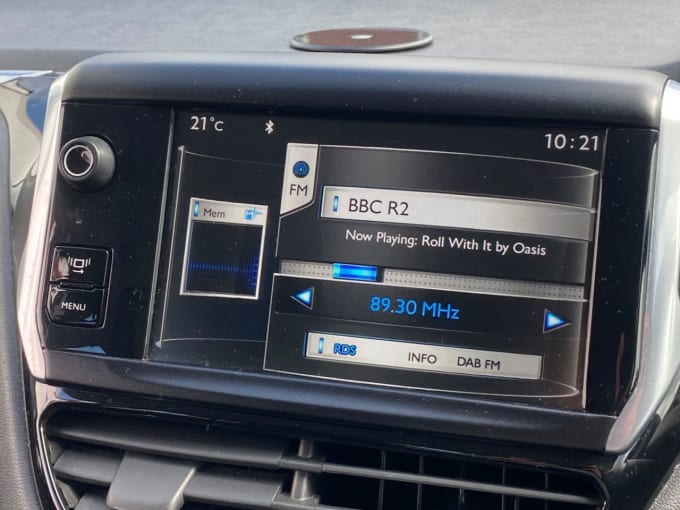 21°C
10:21
FM
Mem
BBC R2
Now Playing: Roll With It by Oasis
89.30 MHz
MENU
RDS INFO DAB FM